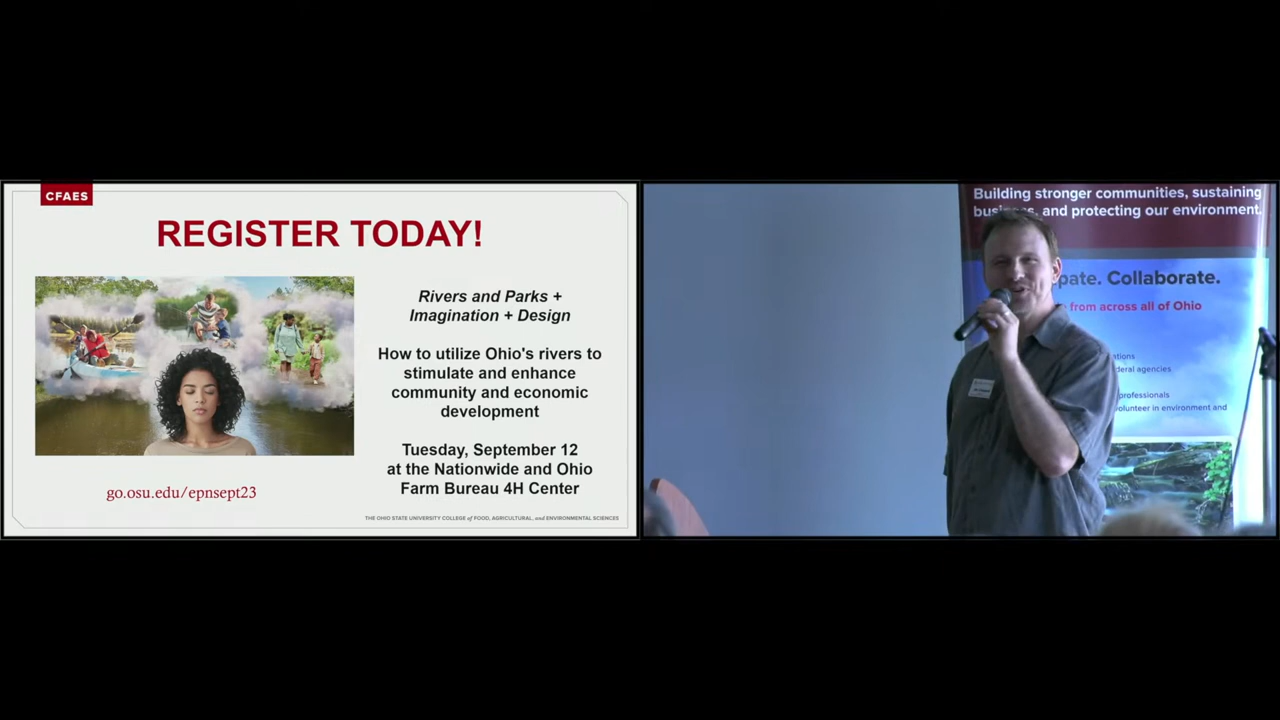 CFAES
REGISTER TODAY!
Rivers and Parks +
Imagination + Design
How to utilize Ohio's rivers to
stimulate and enhance
community and economic
development
Tuesday, September 12
at the Nationwide and Ohio
Farm Bureau 4H Center
go.osu.edu/epnsept23
THE OHIO STATE UNIVERSITY COLLEGE of FOOD, AGRICULTURAL, and ENVIRONMENTAL SCIENCES
Building stronger communities, sustaining
business, and protecting our environment.
pate. Collaborate.
from across all of Ohio
ations
deral agencies
professionals
volunteer in environment and